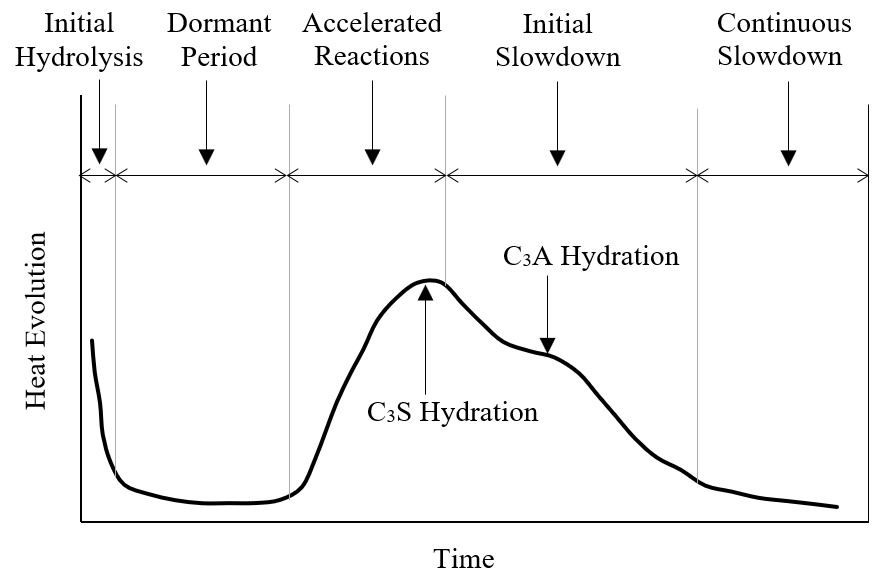 Initial
Hydrolysis
Dormant
Period
Accelerated
Reactions
Initial
Slowdown
Continuous
Slowdown
C₃A Hydration
C₃S Hydration
Heat Evolution
Time